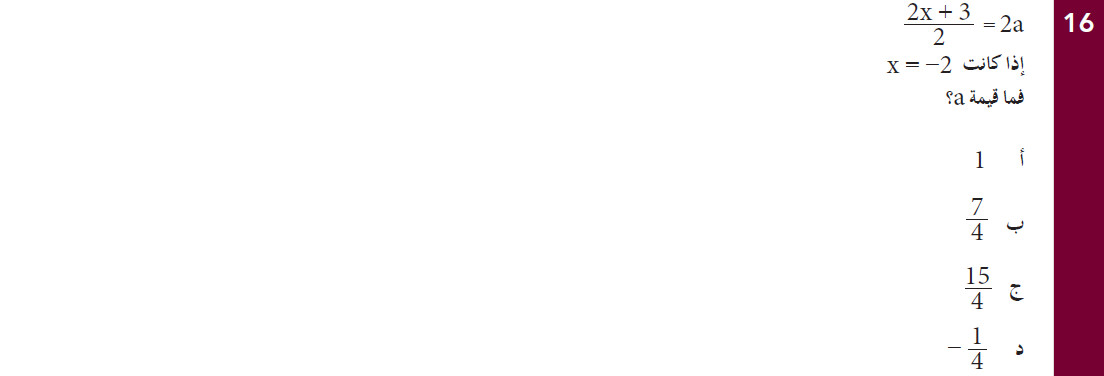 16
(2x + 3)/2 = 2a
إذا كانت x = −2
فما قيمة a؟
أ 1
ب 7/4
ج 15/4
د −1/4